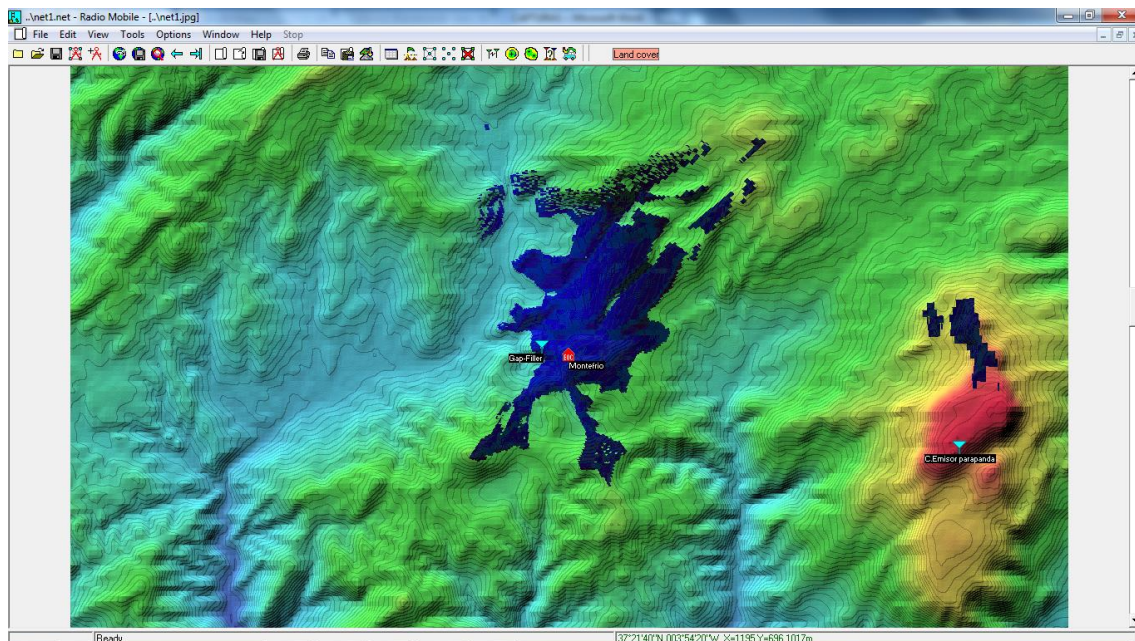 ..\net1.net - Radio Mobile - [..\net1.jpg]
File Edit View Tools Options Window Help Stop
Land cover
Gap-Filler
Montefrio
C.Emisor parapanda
Ready
37°21'40"N 003°54'20"W X=1195 Y=696 1017m